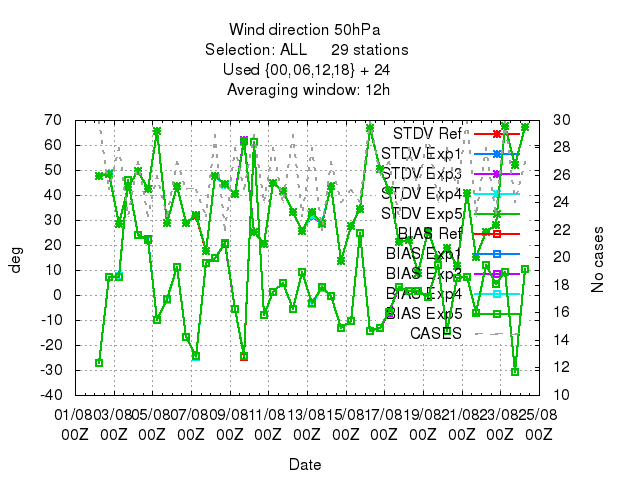 Wind direction 50hPa
Selection: ALL 29 stations
Used {00,06,12,18} + 24
Averaging window: 12h
70
60
50
40
30
20
10
0
-10
-20
-30
-40
deg
30
28
26
24
22
20
18
16
14
12
10
No cases
STDV Ref
STDV Exp1
STDV Exp3
STDV Exp4
STDV Exp5
BIAS Ref
BIAS Exp1
BIAS Exp3
BIAS Exp4
BIAS Exp5
CASES
01/08 03/08 05/08 07/08 09/08 11/08 13/08 15/08 17/08 19/08 21/08 23/08 25/08
00Z 00Z 00Z 00Z 00Z 00Z 00Z 00Z 00Z 00Z 00Z 00Z 00Z
Date